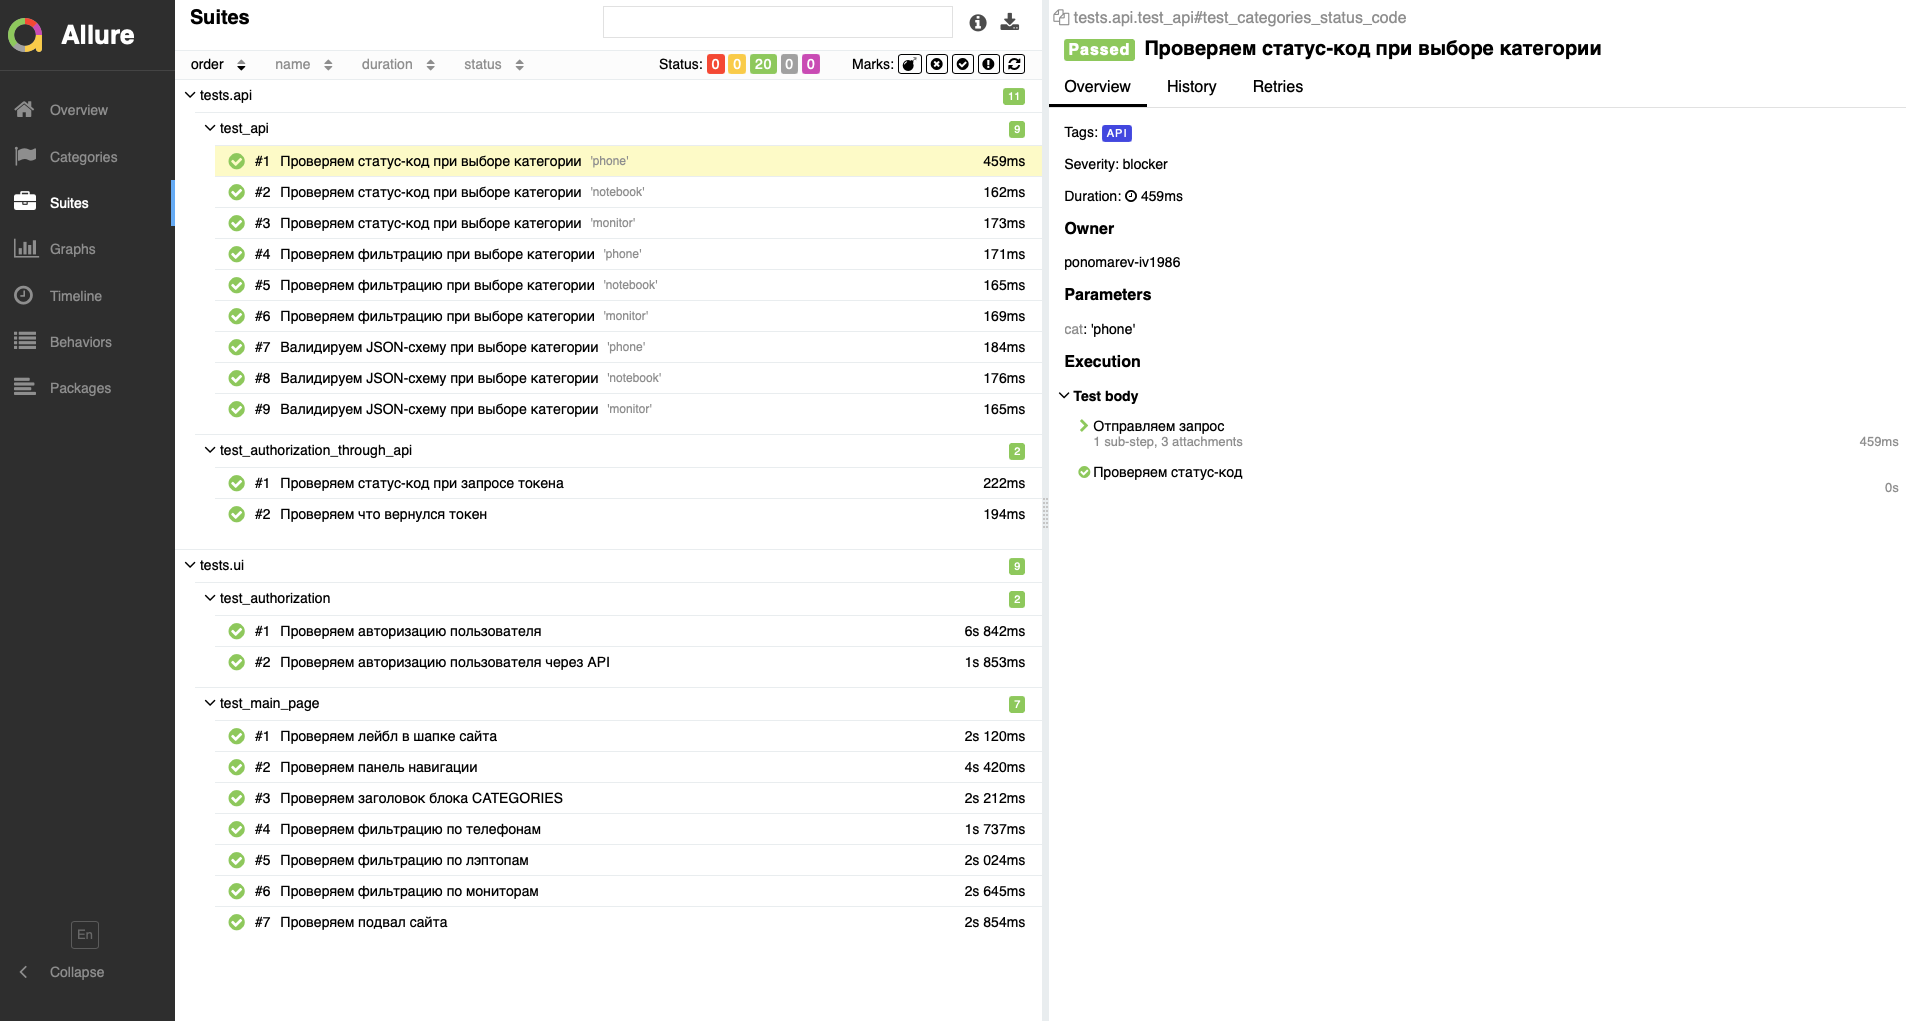 Allure
Overview
Categories
Suites
Graphs
Timeline
Behaviors
Packages
En
Collapse
Suites
order name duration status Status: 0 0 20 0 0 Marks:
tests.api 11
test_api 9
#1 Проверяем статус-код при выборе категории 'phone' 459ms
#2 Проверяем статус-код при выборе категории 'notebook' 162ms
#3 Проверяем статус-код при выборе категории 'monitor' 173ms
#4 Проверяем фильтрацию при выборе категории 'phone' 171ms
#5 Проверяем фильтрацию при выборе категории 'notebook' 165ms
#6 Проверяем фильтрацию при выборе категории 'monitor' 169ms
#7 Валидируем JSON-схему при выборе категории 'phone' 184ms
#8 Валидируем JSON-схему при выборе категории 'notebook' 176ms
#9 Валидируем JSON-схему при выборе категории 'monitor' 165ms
test_authorization_through_api 2
#1 Проверяем статус-код при запросе токена 222ms
#2 Проверяем что вернулся токен 194ms
tests.ui 9
test_authorization 2
#1 Проверяем авторизацию пользователя 6s 842ms
#2 Проверяем авторизацию пользователя через API 1s 853ms
test_main_page 7
#1 Проверяем лейбл в шапке сайта 2s 120ms
#2 Проверяем панель навигации 4s 420ms
#3 Проверяем заголовок блока CATEGORIES 2s 212ms
#4 Проверяем фильтрацию по телефонам 1s 737ms
#5 Проверяем фильтрацию по лэптопам 2s 024ms
#6 Проверяем фильтрацию по мониторам 2s 645ms
#7 Проверяем подвал сайта 2s 854ms
tests.api.test_api#test_categories_status_code
Passed Проверяем статус-код при выборе категории
Overview History Retries
Tags: API
Severity: blocker
Duration: 459ms
Owner
ponomarev-iv1986
Parameters
cat: 'phone'
Execution
Test body
Отправляем запрос
1 sub-step, 3 attachments 459ms
Проверяем статус-код
0s